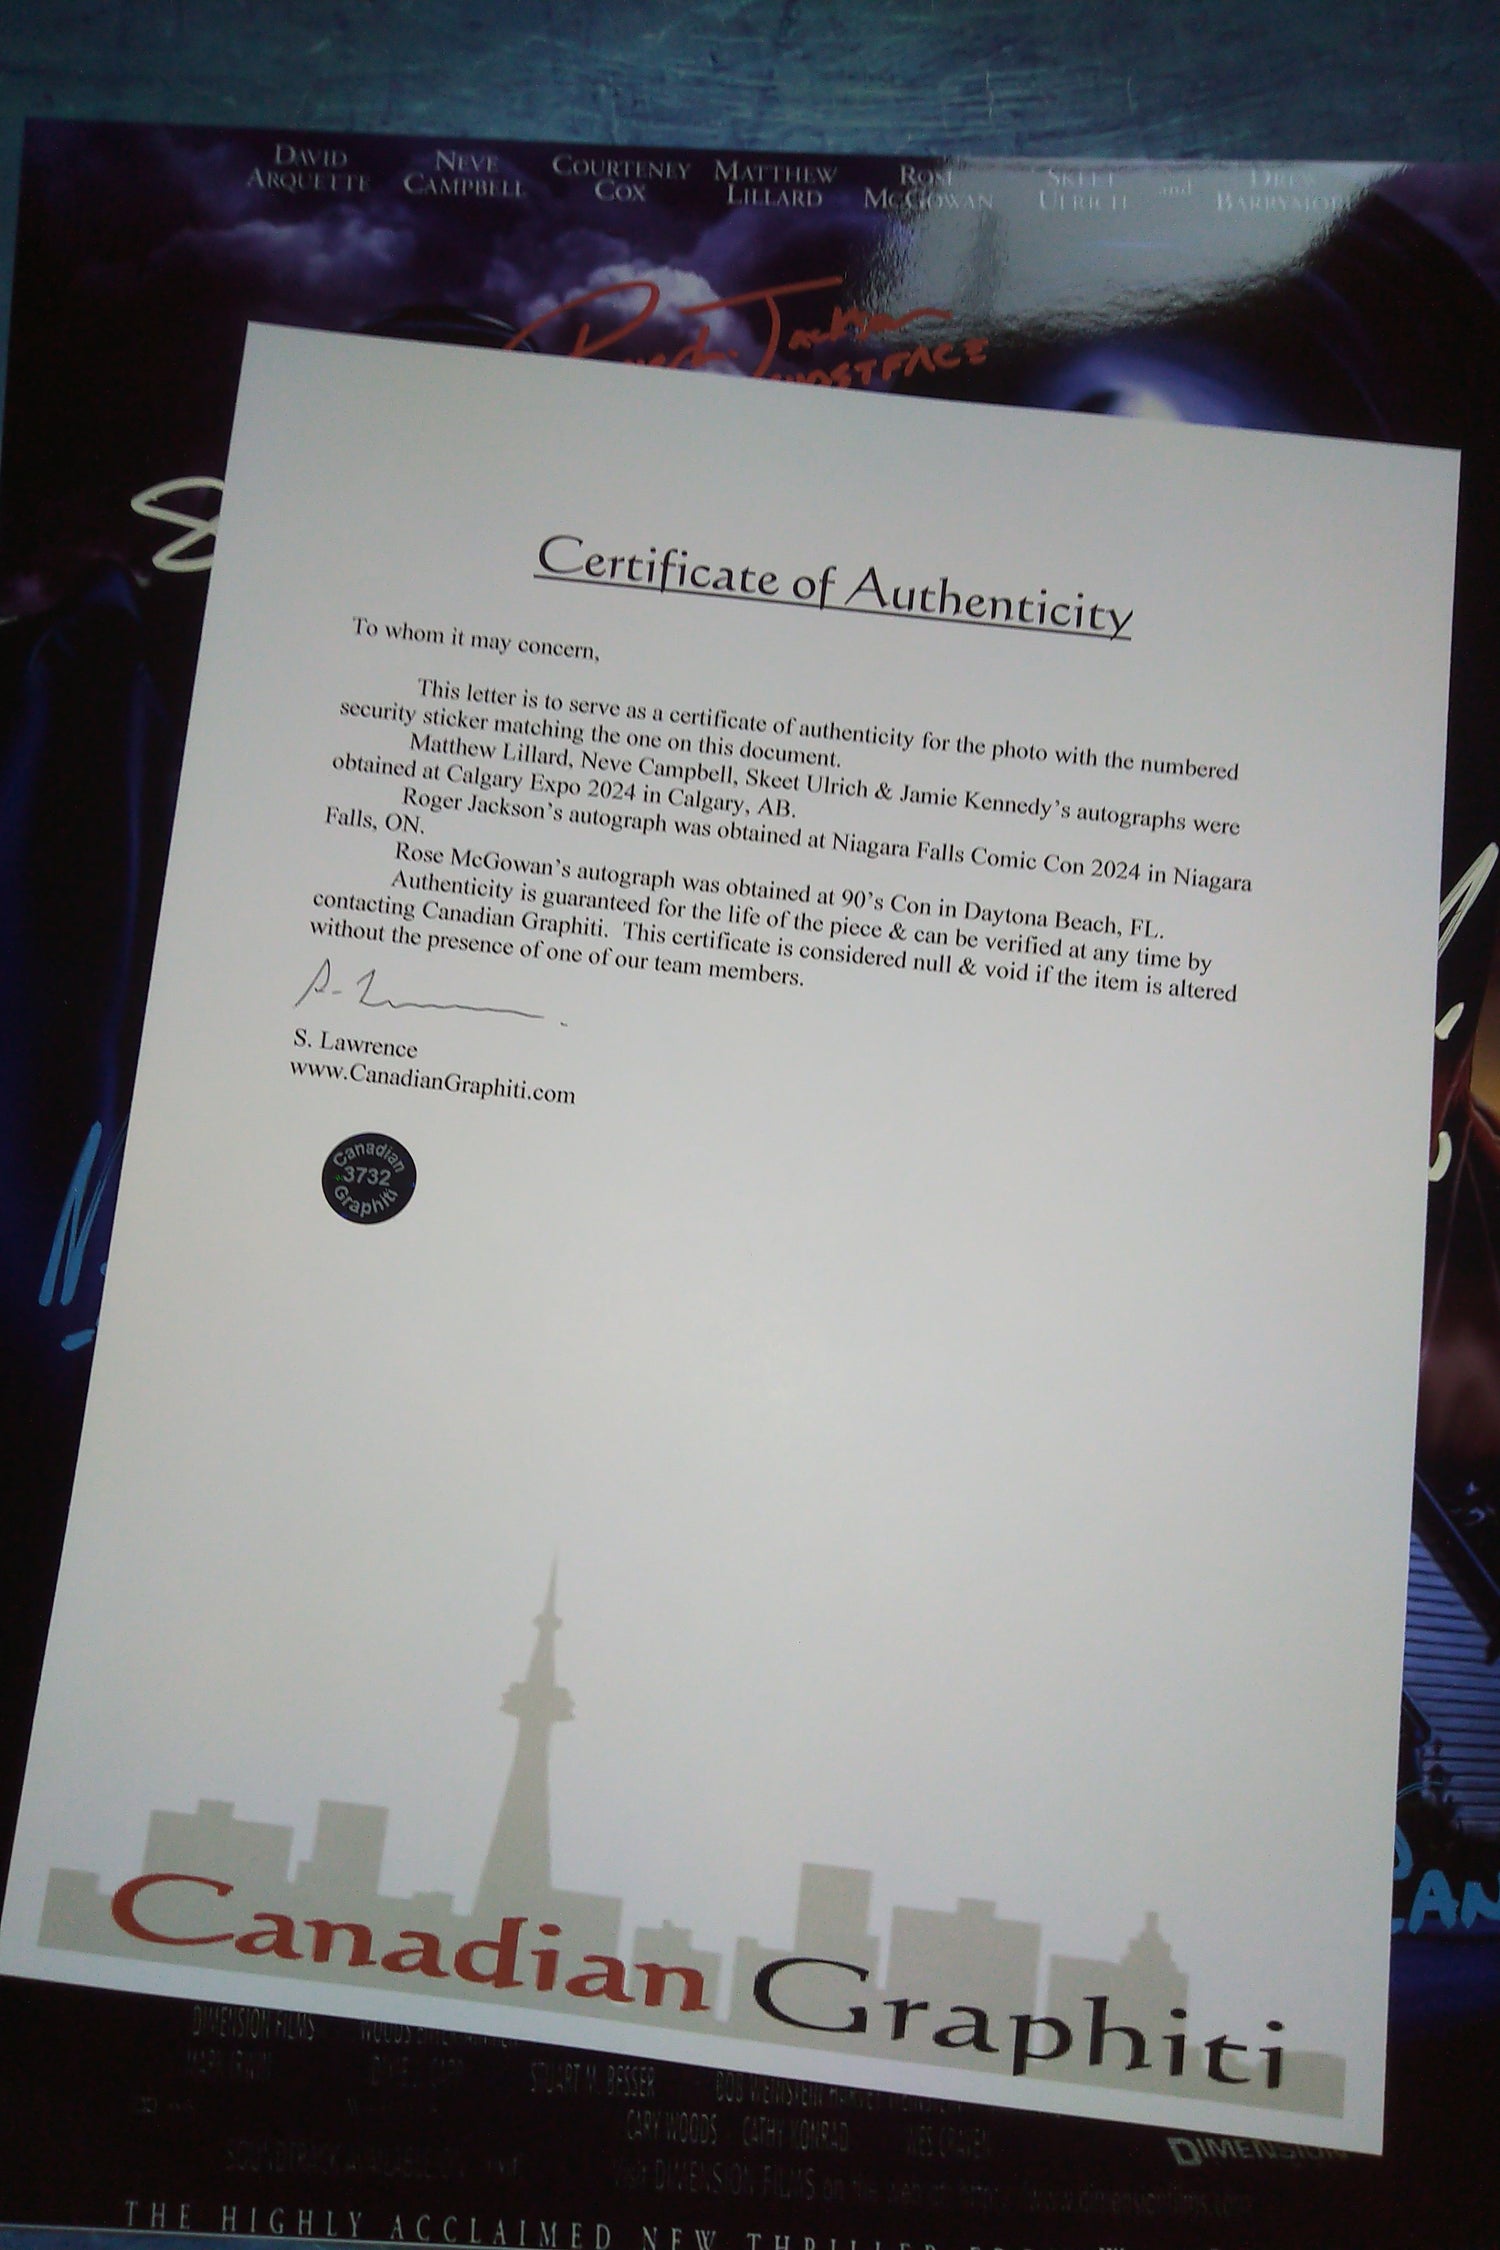 DAVID ARQUETTE
NEVE CAMPBELL
COURTENEY COX
MATTHEW LILLARD
ROSE MCGOWAN
SKEET ULRICH
and
DREW BARRYMORE
Jackson
GHOSTFACE
Certificate of Authenticity
To whom it may concern,
This letter is to serve as a certificate of authenticity for the photo with the numbered
security sticker matching the one on this document.
Matthew Lillard, Neve Campbell, Skeet Ulrich & Jamie Kennedy's autographs were
obtained at Calgary Expo 2024 in Calgary, AB.
Roger Jackson's autograph was obtained at Niagara Falls Comic Con 2024 in Niagara
Falls, ON.
Rose McGowan's autograph was obtained at 90's Con in Daytona Beach, FL.
Authenticity is guaranteed for the life of the piece & can be verified at any time by
contacting Canadian Graphiti. This certificate is considered null & void if the item is altered
without the presence of one of our team members.
S. Lawrence
www.CanadianGraphiti.com
Canadian
3732
Graphiti
Canadian Graphiti
DIMENSION FILMS
STUART M. BESSER
CARY WOODS CATHY KONRAD WES CRAVEN
DIMENSION
DIMENSION FILMS on
THE HIGHLY ACCLAIMED NEW THRILLER